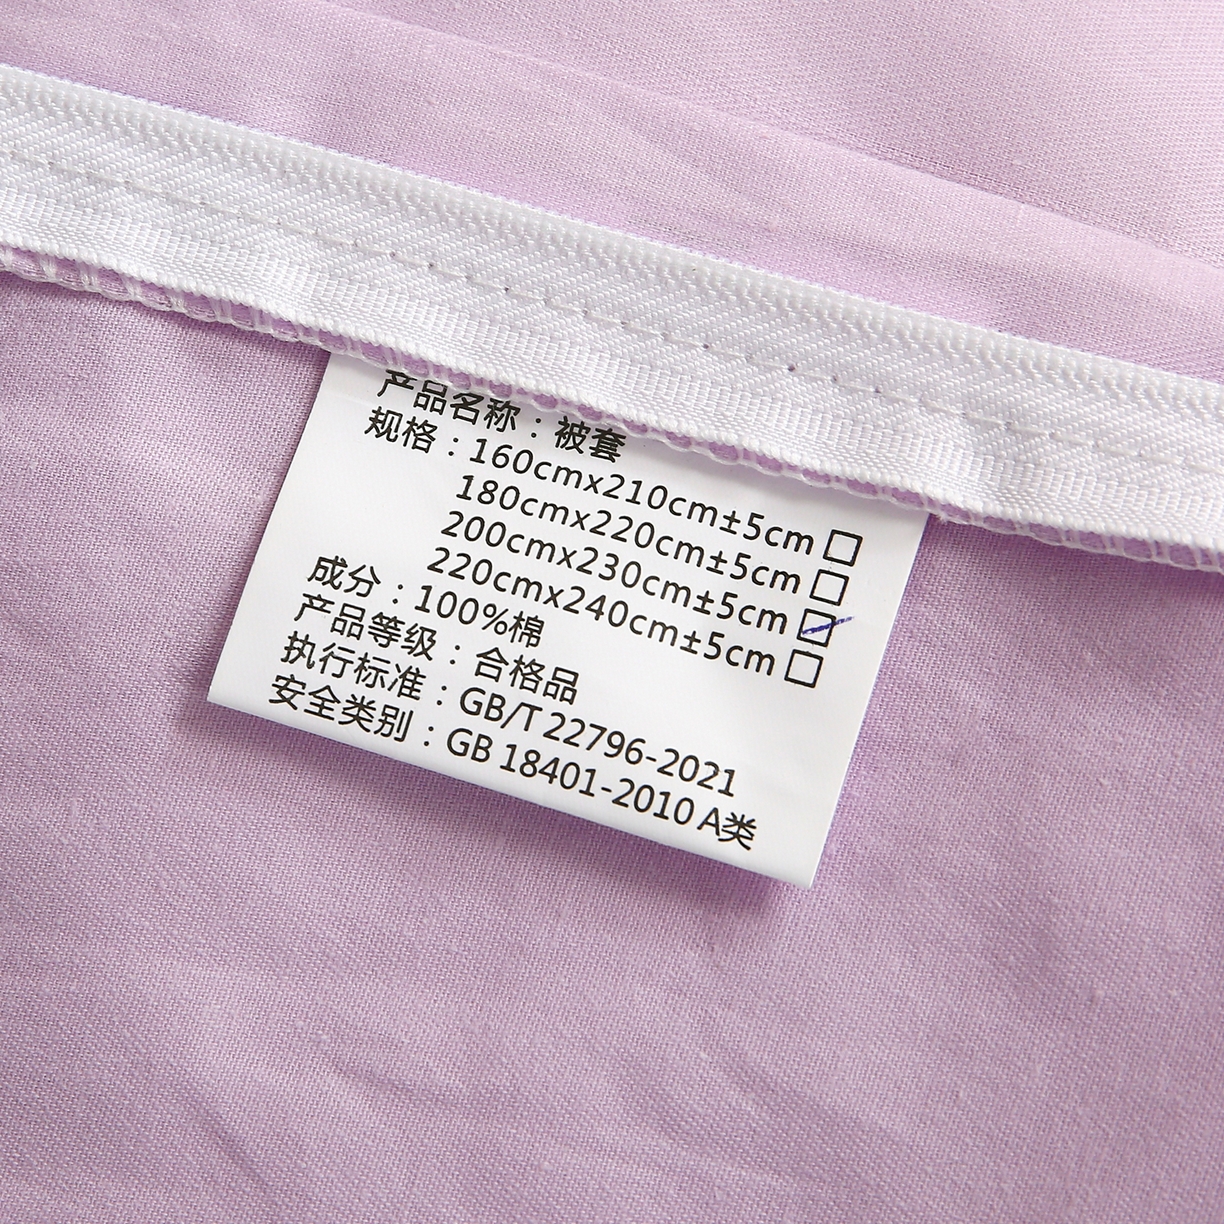 产品名称：被套
规格：160cmx210cm±5cm □
180cmx220cm±5cm □
200cmx230cm±5cm ☑
220cmx240cm±5cm □
成分：100%棉
产品等级：合格品
执行标准：GB/T 22796-2021
安全类别：GB 18401-2010 A类